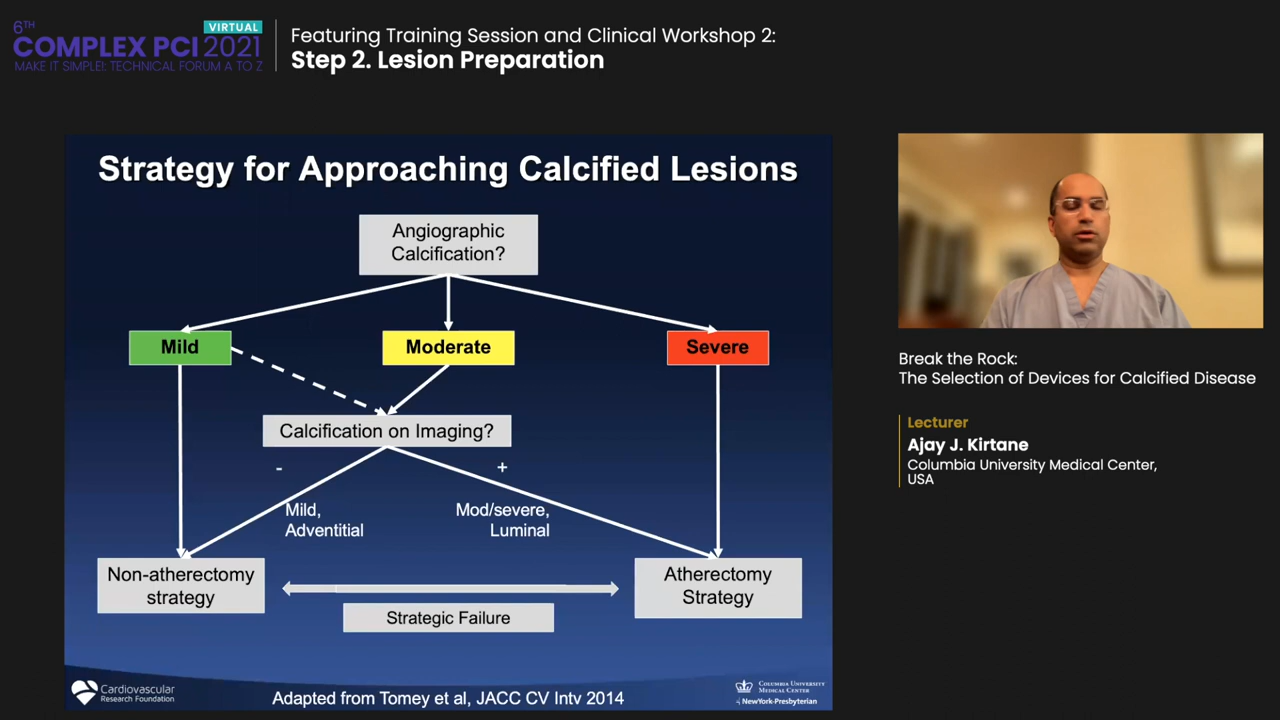 6TH
VIRTUAL
COMPLEX PCI 2021
MAKE IT SIMPLE!: TECHNICAL FORUM A TO Z
Featuring Training Session and Clinical Workshop 2:
Step 2. Lesion Preparation
Strategy for Approaching Calcified Lesions
Angiographic
Calcification?
Mild
Moderate
Severe
Calcification on Imaging?
-
+
Mild,
Adventitial
Mod/severe,
Luminal
Non-atherectomy
strategy
Atherectomy
Strategy
Strategic Failure
Cardiovascular
Research Foundation
Adapted from Tomey et al, JACC CV Intv 2014
COLUMBIA UNIVERSITY
MEDICAL CENTER
NewYork-Presbyterian
Break the Rock:
The Selection of Devices for Calcified Disease
Lecturer
Ajay J. Kirtane
Columbia University Medical Center,
USA